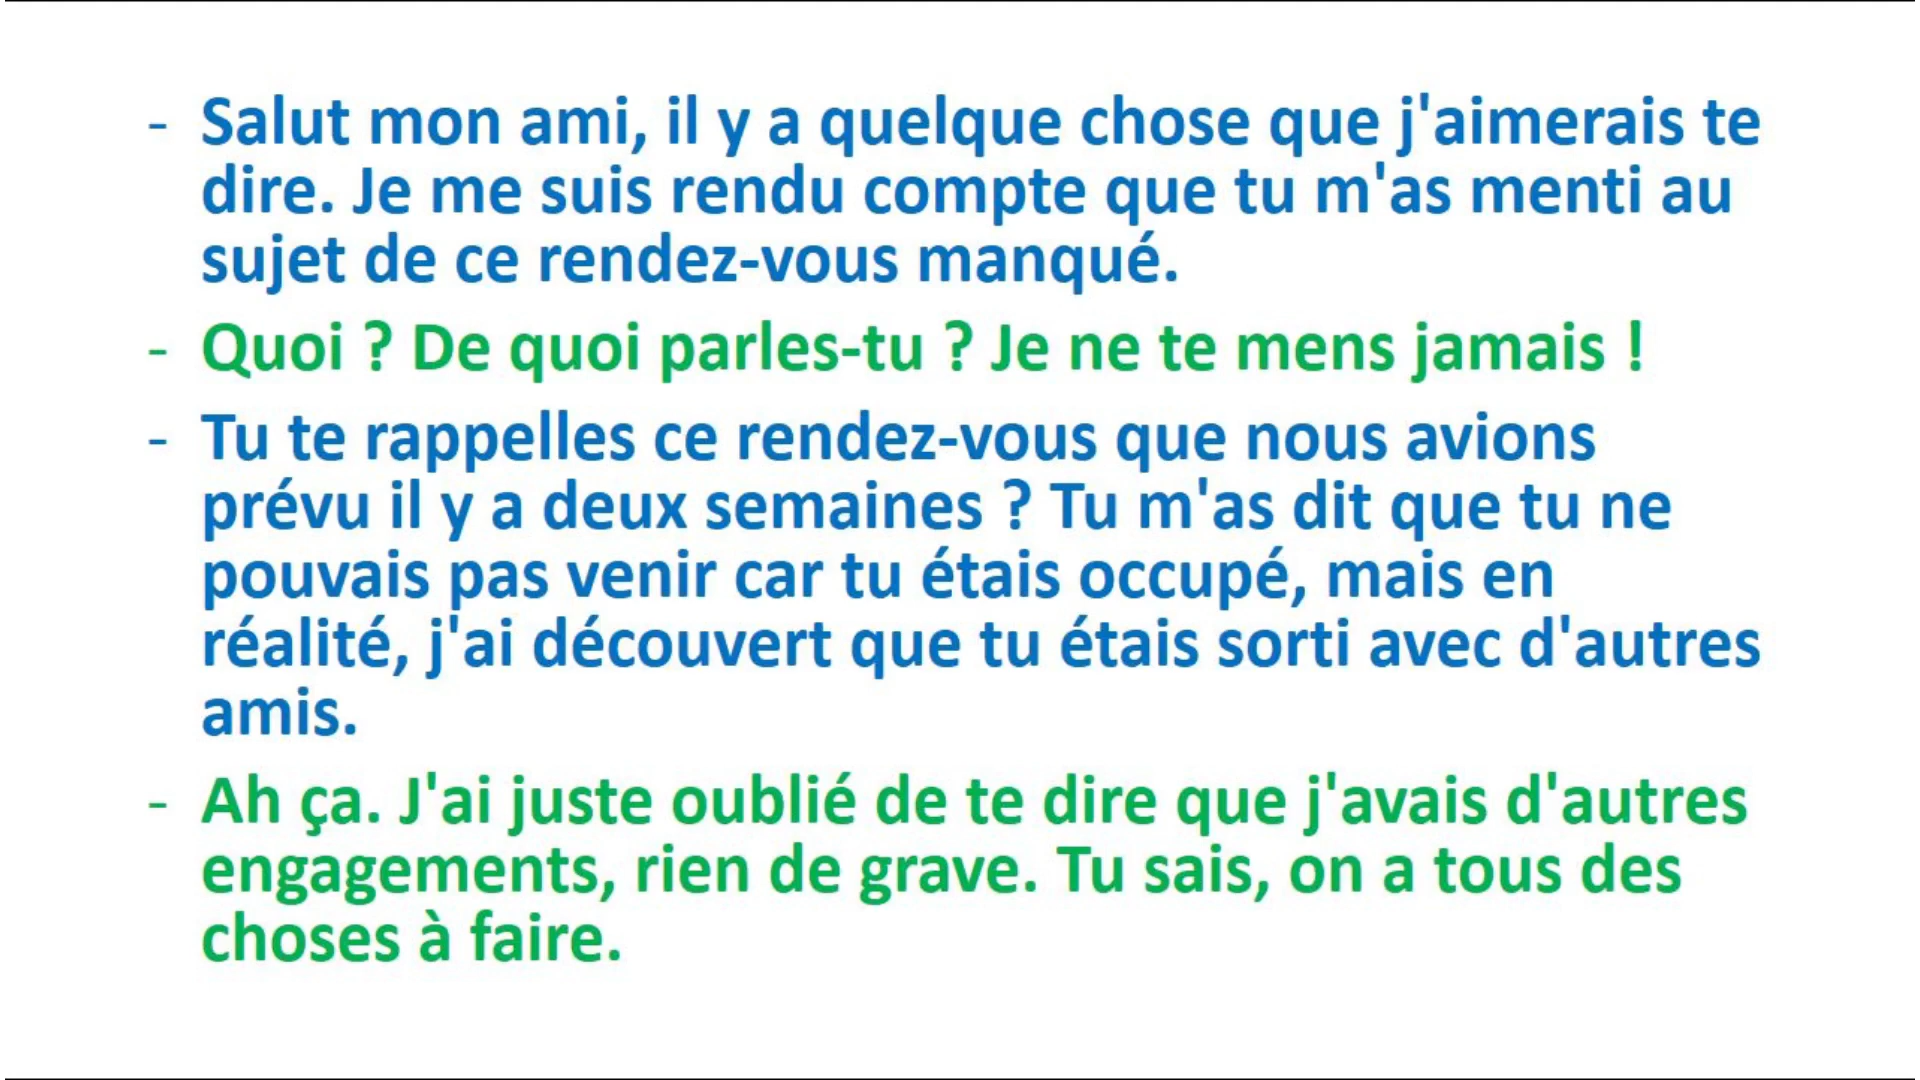 - Salut mon ami, il y a quelque chose que j'aimerais te
dire. Je me suis rendu compte que tu m'as menti au
sujet de ce rendez-vous manqué.
- Quoi ? De quoi parles-tu ? Je ne te mens jamais !
- Tu te rappelles ce rendez-vous que nous avions
prévu il y a deux semaines ? Tu m'as dit que tu ne
pouvais pas venir car tu étais occupé, mais en
réalité, j'ai découvert que tu étais sorti avec d'autres
amis.
- Ah ça. J'ai juste oublié de te dire que j'avais d'autres
engagements, rien de grave. Tu sais, on a tous des
choses à faire.